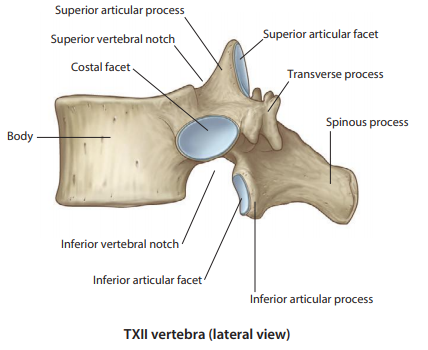 Superior articular process
Superior vertebral notch
Superior articular facet
Costal facet
Transverse process
Spinous process
Body
Inferior vertebral notch
Inferior articular facet
Inferior articular process
TXII vertebra (lateral view)